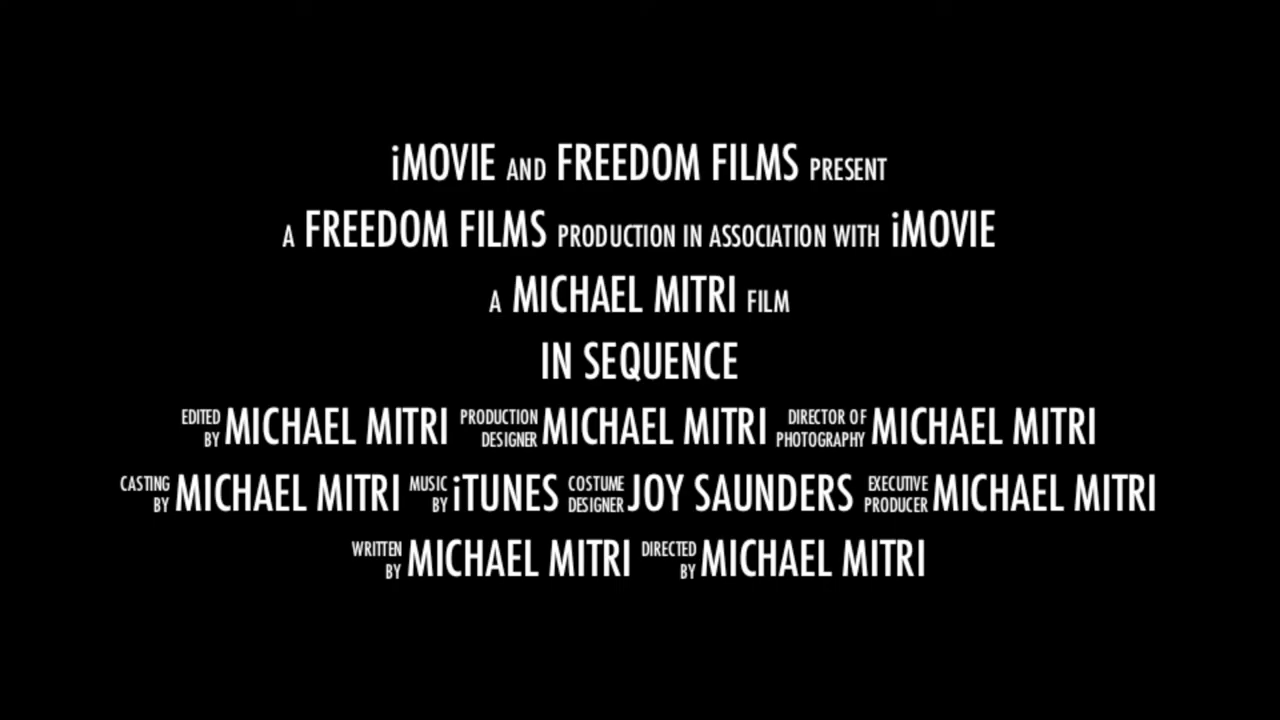 iMOVIE AND FREEDOM FILMS PRESENT
A FREEDOM FILMS PRODUCTION IN ASSOCIATION WITH iMOVIE
A MICHAEL MITRI FILM
IN SEQUENCE
EDITED BY MICHAEL MITRI PRODUCTION DESIGNER MICHAEL MITRI DIRECTOR OF PHOTOGRAPHY MICHAEL MITRI
CASTING BY MICHAEL MITRI MUSIC BY iTUNES COSTUME DESIGNER JOY SAUNDERS EXECUTIVE PRODUCER MICHAEL MITRI
WRITTEN BY MICHAEL MITRI DIRECTED BY MICHAEL MITRI